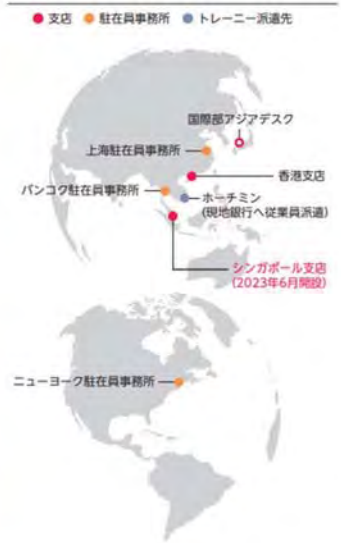 ● 支店 ● 駐在員事務所 ● トレーニー派遣先
国際部アジアデスク
上海駐在員事務所
香港支店
バンコク駐在員事務所
ホーチミン
(現地銀行へ従業員派遣)
シンガポール支店
(2023年6月開設)
ニューヨーク駐在員事務所